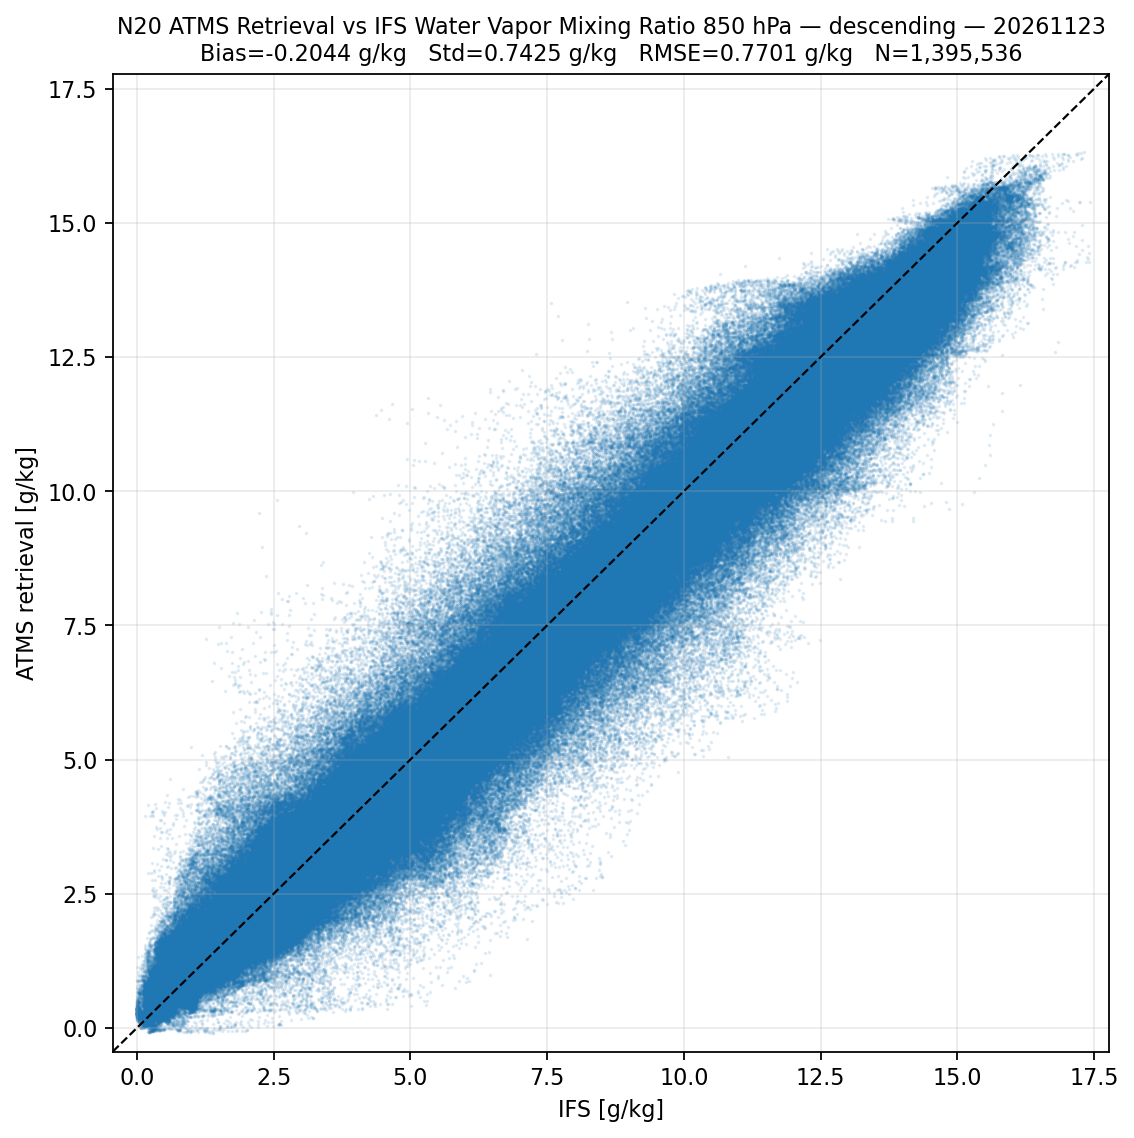 N20 ATMS Retrieval vs IFS Water Vapor Mixing Ratio 850 hPa — descending — 20261123
Bias=-0.2044 g/kg   Std=0.7425 g/kg   RMSE=0.7701 g/kg   N=1,395,536
17.5
15.0
12.5
10.0
7.5
5.0
2.5
0.0
ATMS retrieval [g/kg]
0.0 2.5 5.0 7.5 10.0 12.5 15.0 17.5
IFS [g/kg]